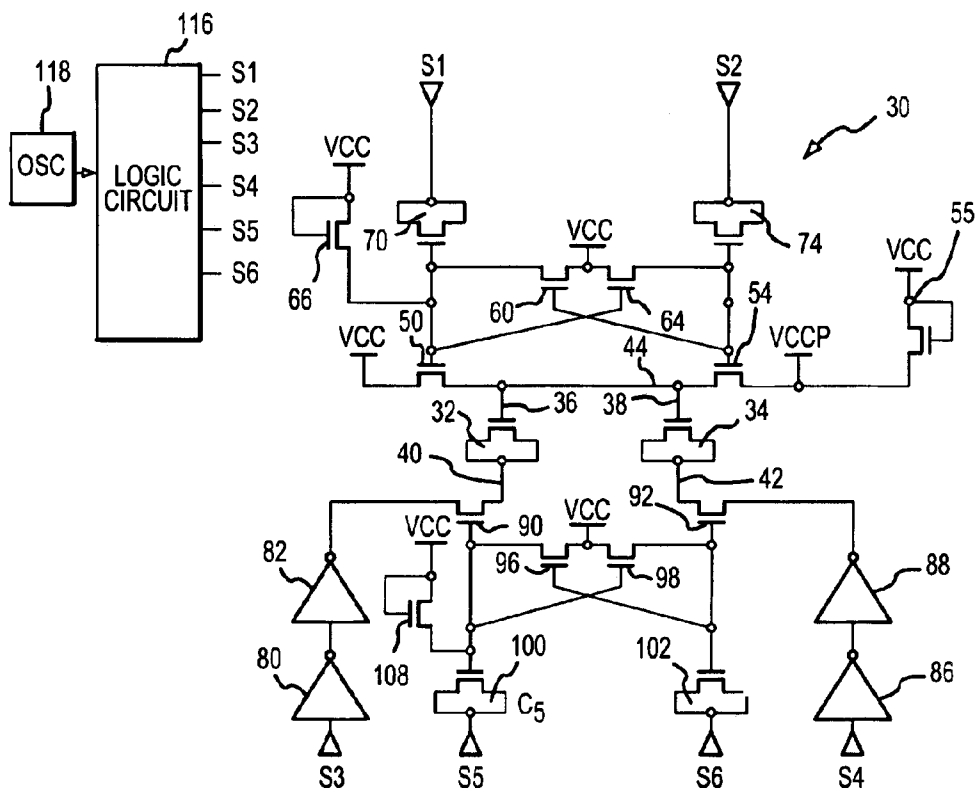 116
118
S1
S2
S3
S4
S5
S6
OSC
LOGIC
CIRCUIT
S1
S2
30
VCC
66
70
74
55
VCC
VCC
60
64
54
50
VCC
44
VCCP
36
38
32
34
40
42
90
92
VCC
VCC
96
98
82
88
108
100
102
80
86
C5
S3
S5
S6
S4